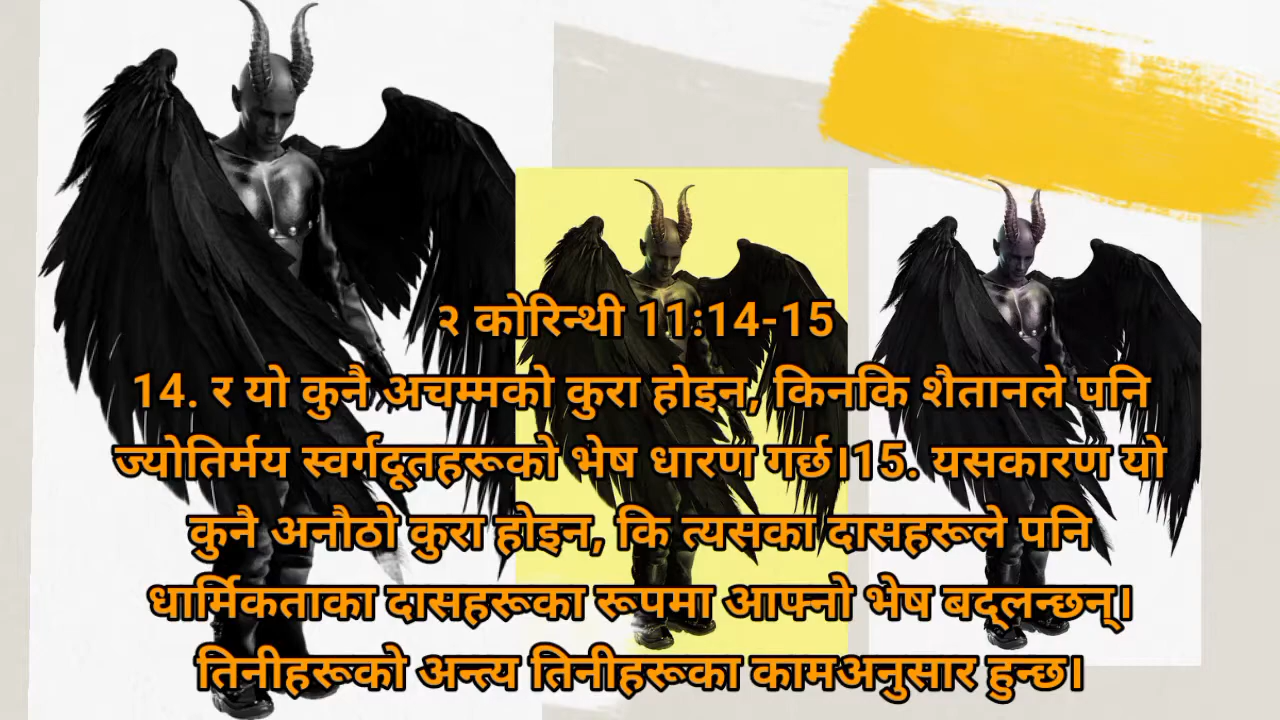 २ कोरिन्थी 11:14-15
14. र यो कुनै अचम्मको कुरा होइन, किनकि शैतानले पनि
ज्योतिर्मय स्वर्गदूतहरूको भेष धारण गर्छ।15. यसकारण यो
कुनै अनौठो कुरा होइन, कि त्यसका दासहरूले पनि
धार्मिकताका दासहरूका रूपमा आफ्नो भेष बद्लन्छन्।
तिनीहरूको अन्त्य तिनीहरूका कामअनुसार हुन्छ।